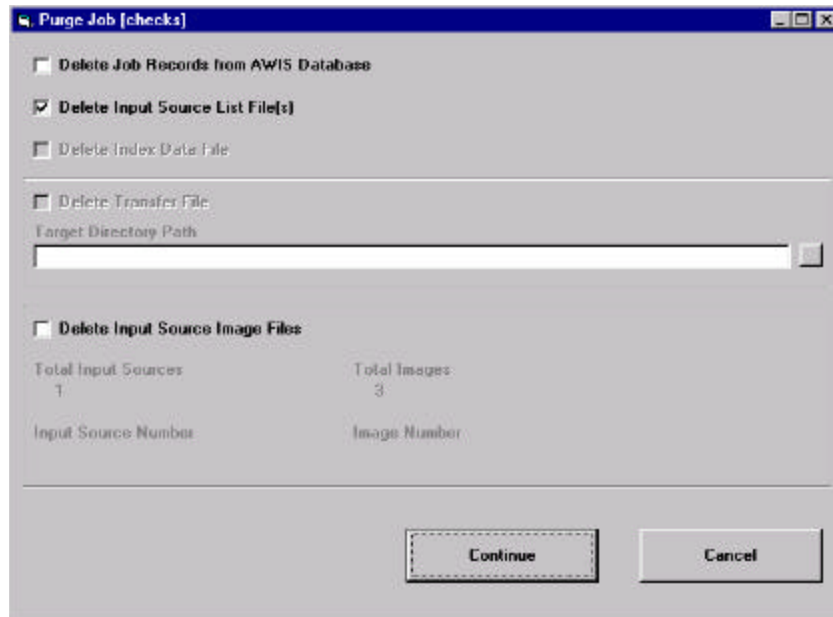 Purge Job [checks]
Delete Job Records from AWIS Database
Delete Input Source List File(s)
Delete Index Data File
Delete Transfer File
Target Directory Path
Delete Input Source Image Files
Total Input Sources Total Images
1 3
Input Source Number Image Number
Continue Cancel